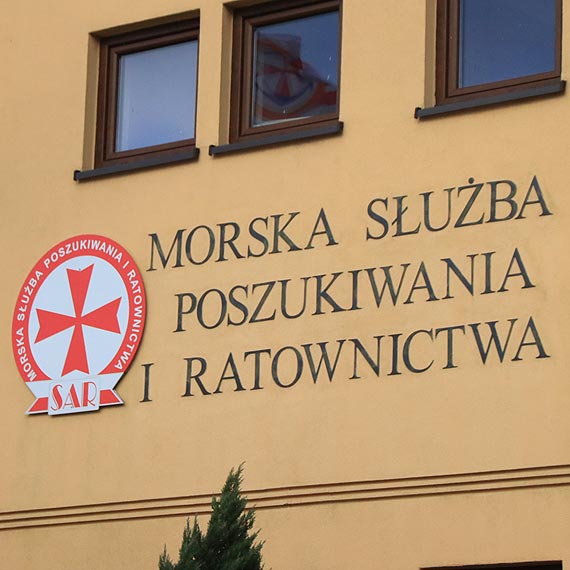 MORSKA SŁUŻBA
POSZUKIWANIA
I RATOWNICTWA
MORSKA SŁUŻBA POSZUKIWANIA I RATOWNICTWA
SAR